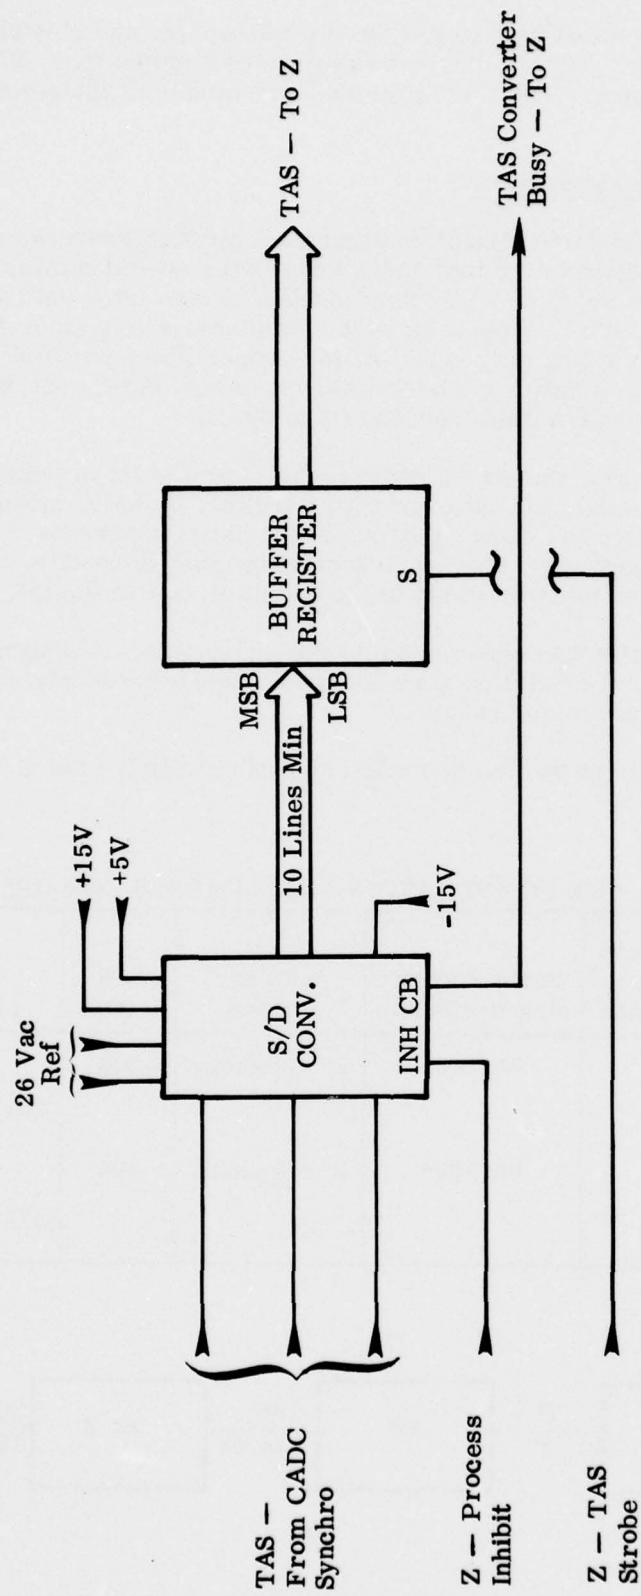 26 Vac
Ref
+15V
+5V
TAS —
From CADC
Synchro
S/D
CONV.
INH CB
-15V
10 Lines Min
MSB
LSB
BUFFER
REGISTER
S
TAS — To Z
TAS Converter
Busy — To Z
Z — Process
Inhibit
Z — TAS
Strobe